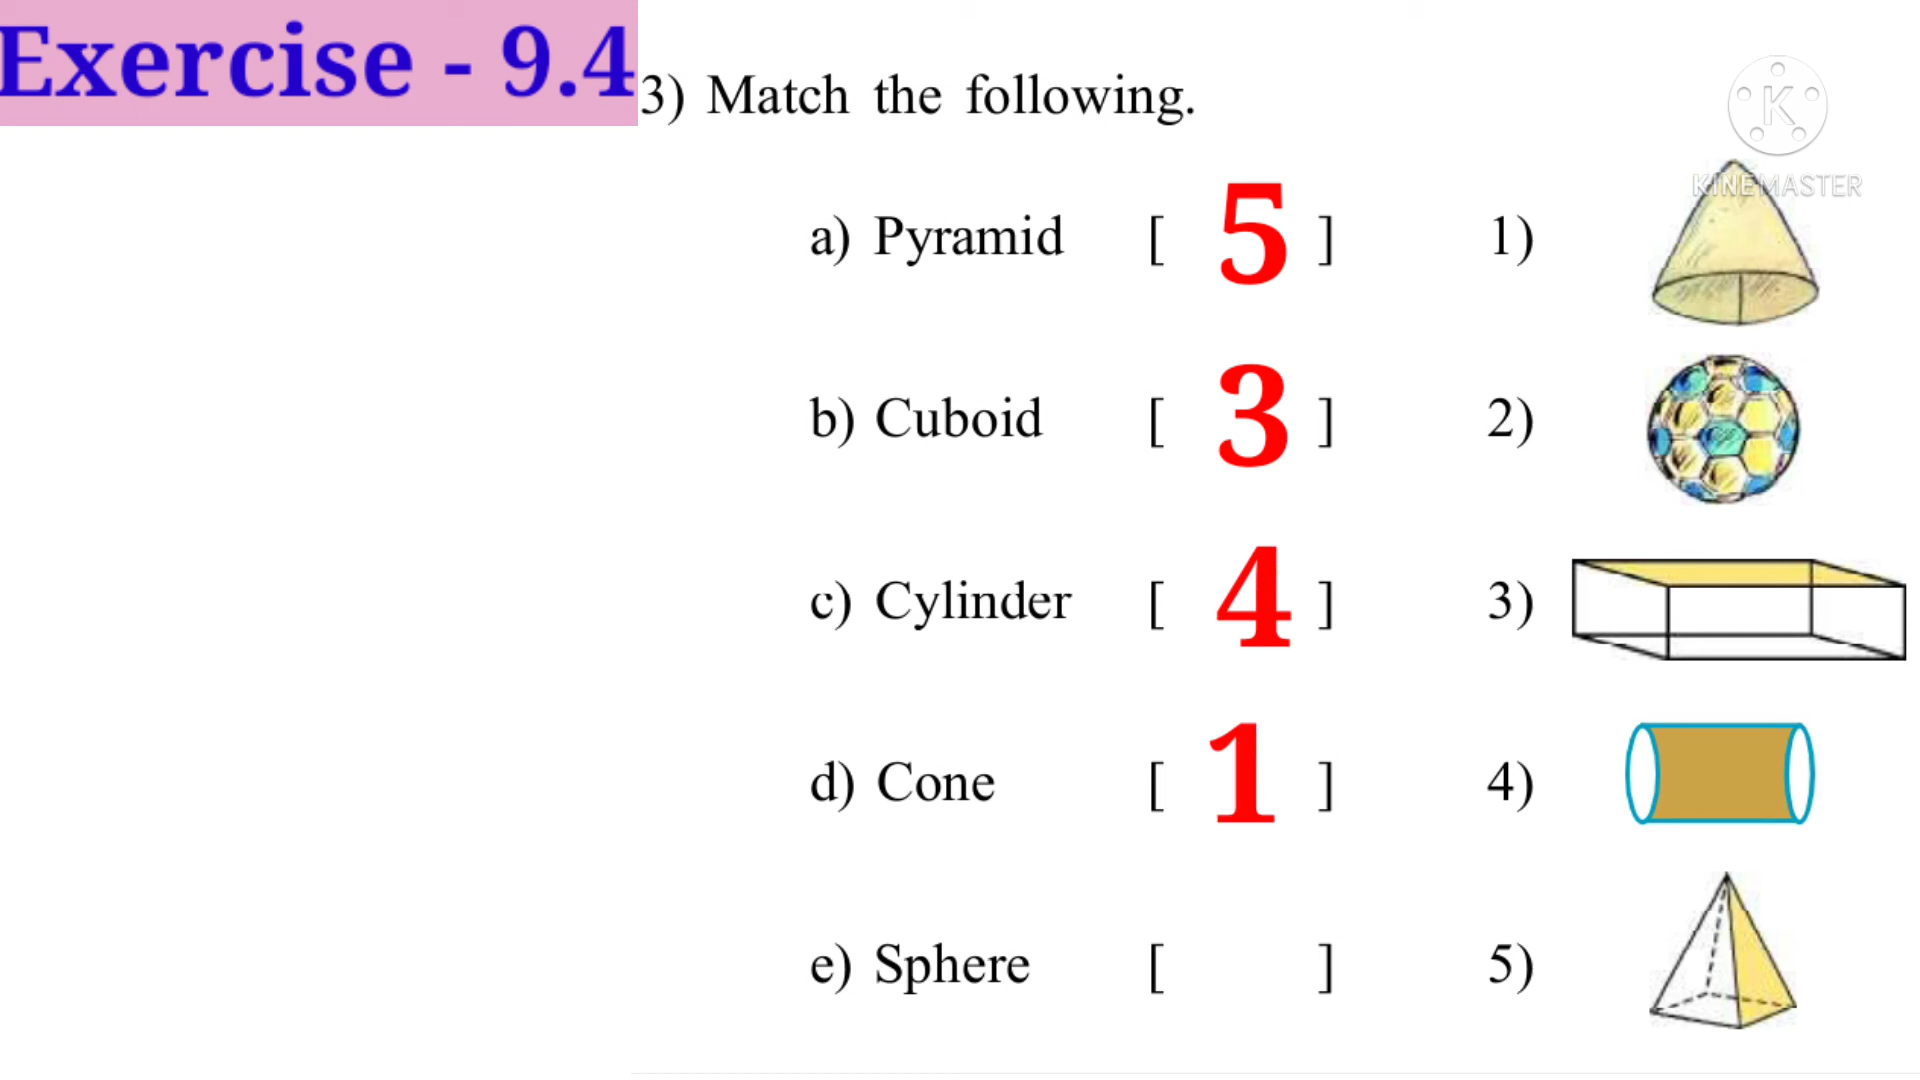 Exercise - 9.4
3) Match the following.
K
KINEMASTER
a) Pyramid [ 5 ] 1)
b) Cuboid [ 3 ] 2)
c) Cylinder [ 4 ] 3)
d) Cone [ 1 ] 4)
e) Sphere [ ] 5)